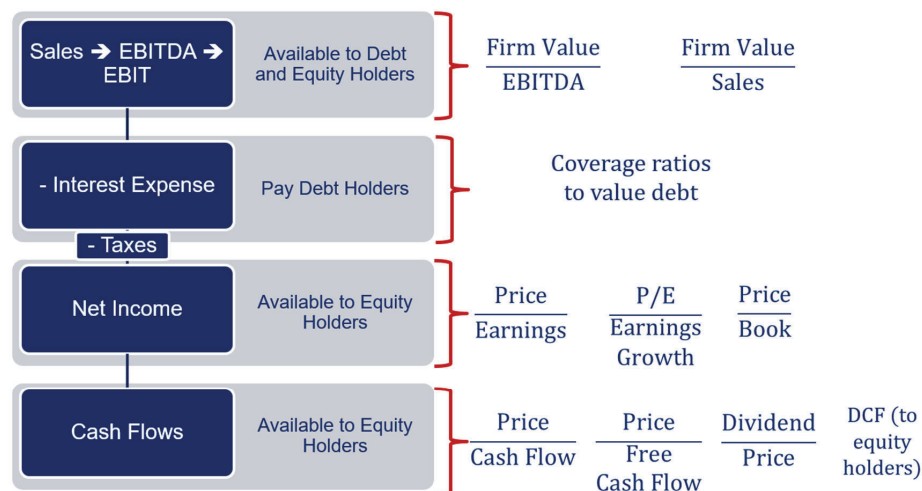 Sales ➔ EBITDA ➔
EBIT
Available to Debt
and Equity Holders
Firm Value
EBITDA
Firm Value
Sales
- Interest Expense
Pay Debt Holders
Coverage ratios
to value debt
- Taxes
Net Income
Available to Equity
Holders
Price
Earnings
P/E
Earnings
Growth
Price
Book
Cash Flows
Available to Equity
Holders
Price
Cash Flow
Price
Free
Cash Flow
Dividend
Price
DCF (to
equity
holders)